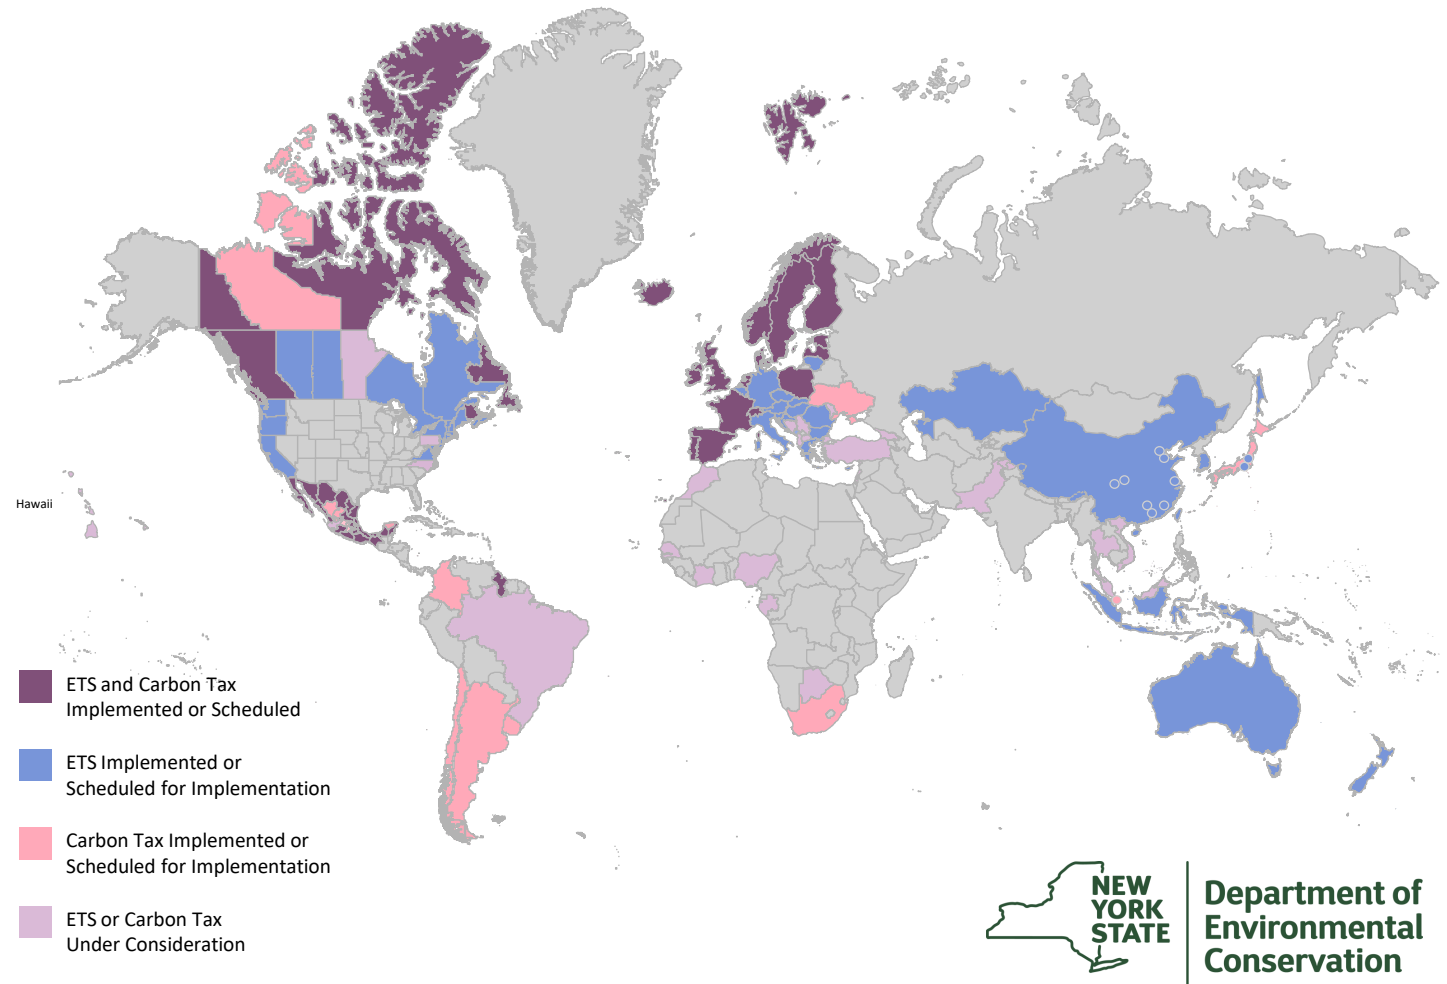 Hawaii
ETS and Carbon Tax
Implemented or Scheduled
ETS Implemented or
Scheduled for Implementation
Carbon Tax Implemented or
Scheduled for Implementation
ETS or Carbon Tax
Under Consideration
NEW
YORK
STATE
Department of
Environmental
Conservation